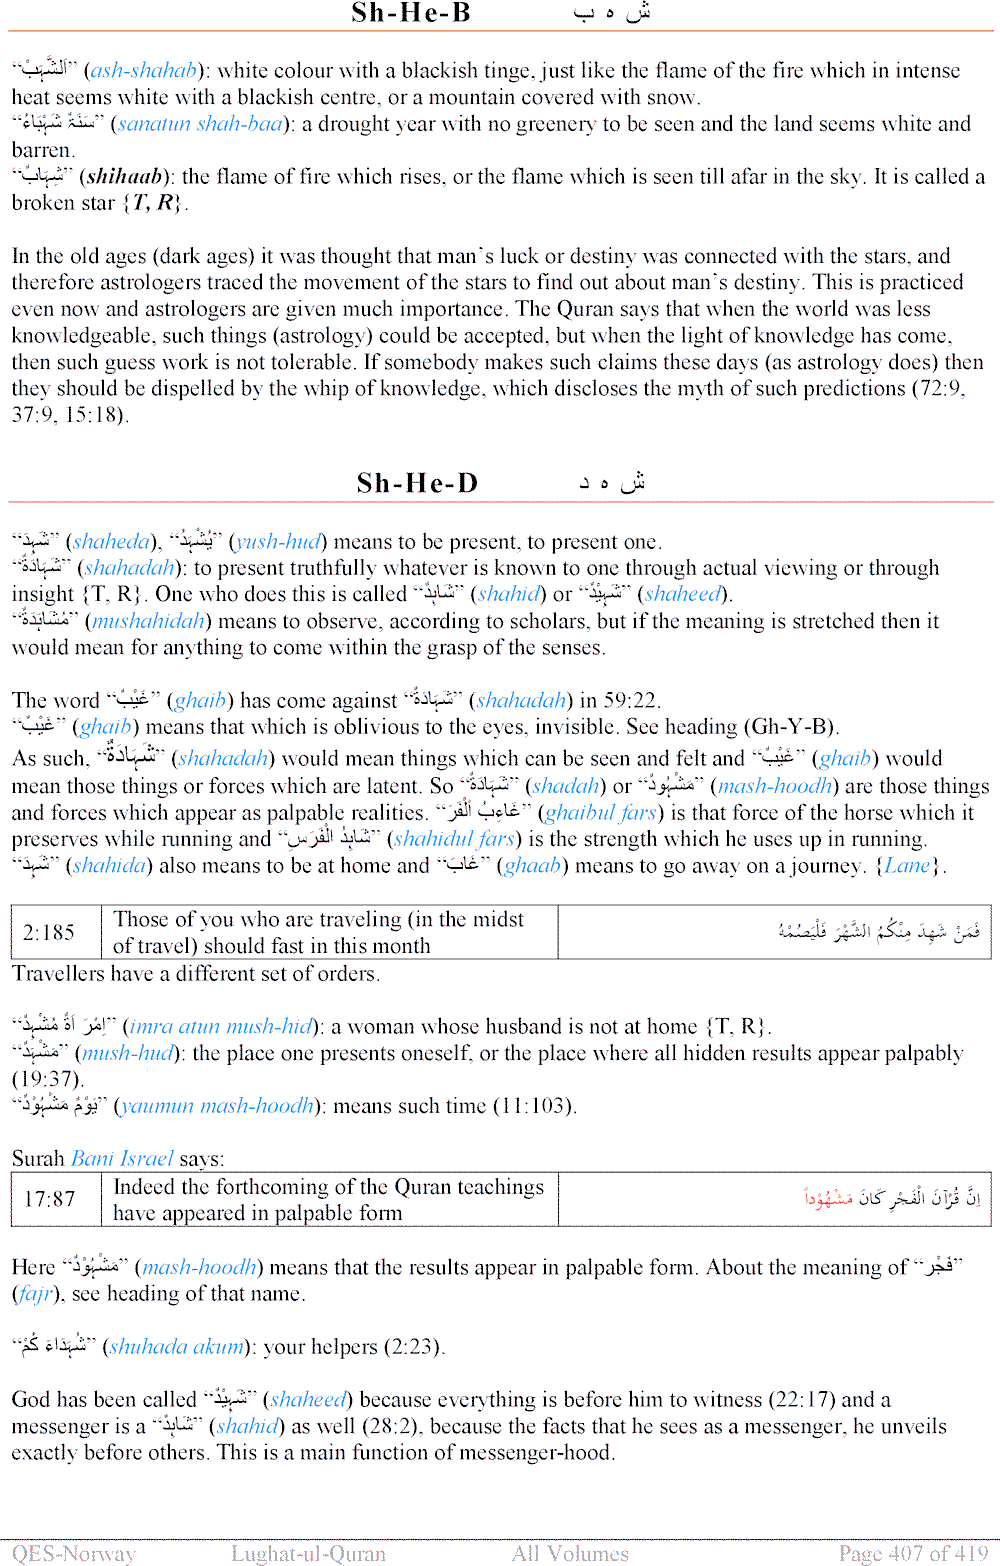 Sh-He-B ش ه ب
“اَلشَّہَبْ” (ash-shahab): white colour with a blackish tinge, just like the flame of the fire which in intense
heat seems white with a blackish centre, or a mountain covered with snow.
“سَنَۃٌ شَہْبَاءُ” (sanatun shah-baa): a drought year with no greenery to be seen and the land seems white and
barren.
“شِہَابٌ” (shihaab): the flame of fire which rises, or the flame which is seen till afar in the sky. It is called a
broken star {T, R}.
In the old ages (dark ages) it was thought that man`s luck or destiny was connected with the stars, and
therefore astrologers traced the movement of the stars to find out about man`s destiny. This is practiced
even now and astrologers are given much importance. The Quran says that when the world was less
knowledgeable, such things (astrology) could be accepted, but when the light of knowledge has come,
then such guess work is not tolerable. If somebody makes such claims these days (as astrology does) then
they should be dispelled by the whip of knowledge, which discloses the myth of such predictions (72:9,
37:9, 15:18).
Sh-He-D ش ه د
“شَہِدَ” (shaheda), “یُشْہَدُ” (yush-hud) means to be present, to present one.
“شَہَادَۃٌ” (shahadah): to present truthfully whatever is known to one through actual viewing or through
insight {T, R}. One who does this is called “شَاہِدٌ” (shahid) or “شَہِیْدٌ” (shaheed).
“مُشَاہَدَۃٌ” (mushahidah) means to observe, according to scholars, but if the meaning is stretched then it
would mean for anything to come within the grasp of the senses.
The word “غَیْبٌ” (ghaib) has come against “شَہَادَۃٌ” (shahadah) in 59:22.
“غَیْبٌ” (ghaib) means that which is oblivious to the eyes, invisible. See heading (Gh-Y-B).
As such, “شَہَادَۃٌ” (shahadah) would mean things which can be seen and felt and “غَیْبٌ” (ghaib) would
mean those things or forces which are latent. So “شَہَادَۃٌ” (shadah) or “مَشْہُودٌ” (mash-hoodh) are those things
and forces which appear as palpable realities. “غَاءِبُ اَلْفَرَ” (ghaibul fars) is that force of the horse which it
preserves while running and “شَاہِدُ الْفَرَسِ” (shahidul fars) is the strength which he uses up in running.
“شَہِدَ” (shahida) also means to be at home and “غَابَ” (ghaab) means to go away on a journey. {Lane}.
2:185 Those of you who are traveling (in the midst فَمَنْ شَهِدَ مِنْكُمُ الشَّهْرَ فَلْيَصُمْهُ
of travel) should fast in this month
Travellers have a different set of orders.
“اِمْرَ اَۃٌ مُشْہِدٌ” (imra atun mush-hid): a woman whose husband is not at home {T, R}.
“مَشْہَدٌ” (mush-hud): the place one presents oneself, or the place where all hidden results appear palpably
(19:37).
“یَوْمٌ مَشْہُوْدٌ” (yaumun mash-hoodh): means such time (11:103).
Surah Bani Israel says:
17:87 Indeed the forthcoming of the Quran teachings اِنَّ قُرْآنَ الْفَجْرِ كَانَ مَشْهُوْداً
have appeared in palpable form
Here “مَشْہُوْدٌ” (mash-hoodh) means that the results appear in palpable form. About the meaning of “فَجْر”
(fajr), see heading of that name.
“شُہَدَاءَ کُمْ” (shuhada akum): your helpers (2:23).
God has been called “شَہِیْدٌ” (shaheed) because everything is before him to witness (22:17) and a
messenger is a “شَاہِدٌ” (shahid) as well (28:2), because the facts that he sees as a messenger, he unveils
exactly before others. This is a main function of messenger-hood.
QES-Norway Lughat-ul-Quran All Volumes Page 407 of 419